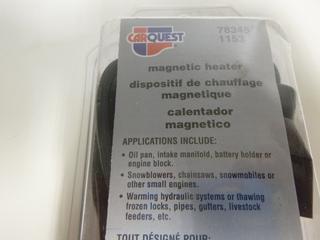 CARQUEST
78345
1153
magnetic heater
dispositif de chauffage
magnetique
calentador
magnetico
APPLICATIONS INCLUDE:
• Oil pan, intake manifold, battery holder or
engine block.
• Snowblowers, chainsaws, snowmobiles or
other small engines.
• Warming hydraulic systems or thawing
frozen locks, pipes, gutters, livestock
feeders, etc.
TOUT DÉSIGNÉ POUR: